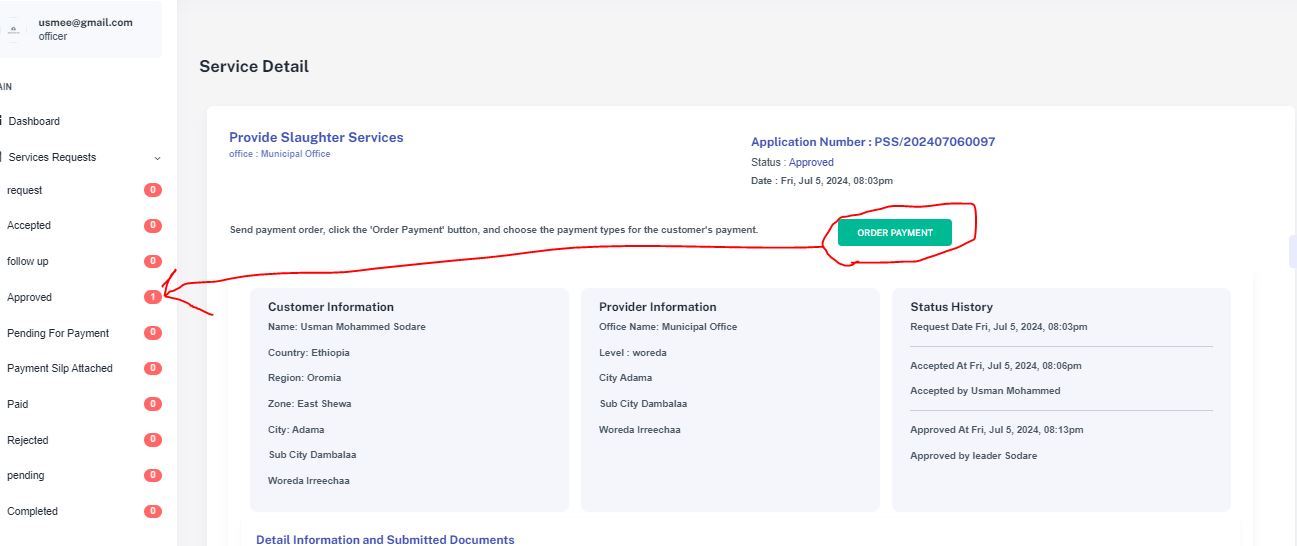 usmee@gmail.com
officer
AIN
Dashboard
Services Requests
request 0
Accepted 0
follow up 0
Approved 1
Pending For Payment 0
Payment Silp Attached 0
Paid 0
Rejected 0
pending 0
Completed 0
Service Detail
Provide Slaughter Services
office : Municipal Office
Application Number : PSS/202407060097
Status : Approved
Date : Fri, Jul 5, 2024, 08:03pm
Send payment order, click the 'Order Payment' button, and choose the payment types for the customer's payment.
ORDER PAYMENT
Customer Information
Name: Usman Mohammed Sodare
Country: Ethiopia
Region: Oromia
Zone: East Shewa
City: Adama
Sub City Dambalaa
Woreda Irreechaa
Provider Information
Office Name: Municipal Office
Level : woreda
City Adama
Sub City Dambalaa
Woreda Irreechaa
Status History
Request Date Fri, Jul 5, 2024, 08:03pm
Accepted At Fri, Jul 5, 2024, 08:06pm
Accepted by Usman Mohammed
Approved At Fri, Jul 5, 2024, 08:13pm
Approved by leader Sodare
Detail Information and Submitted Documents